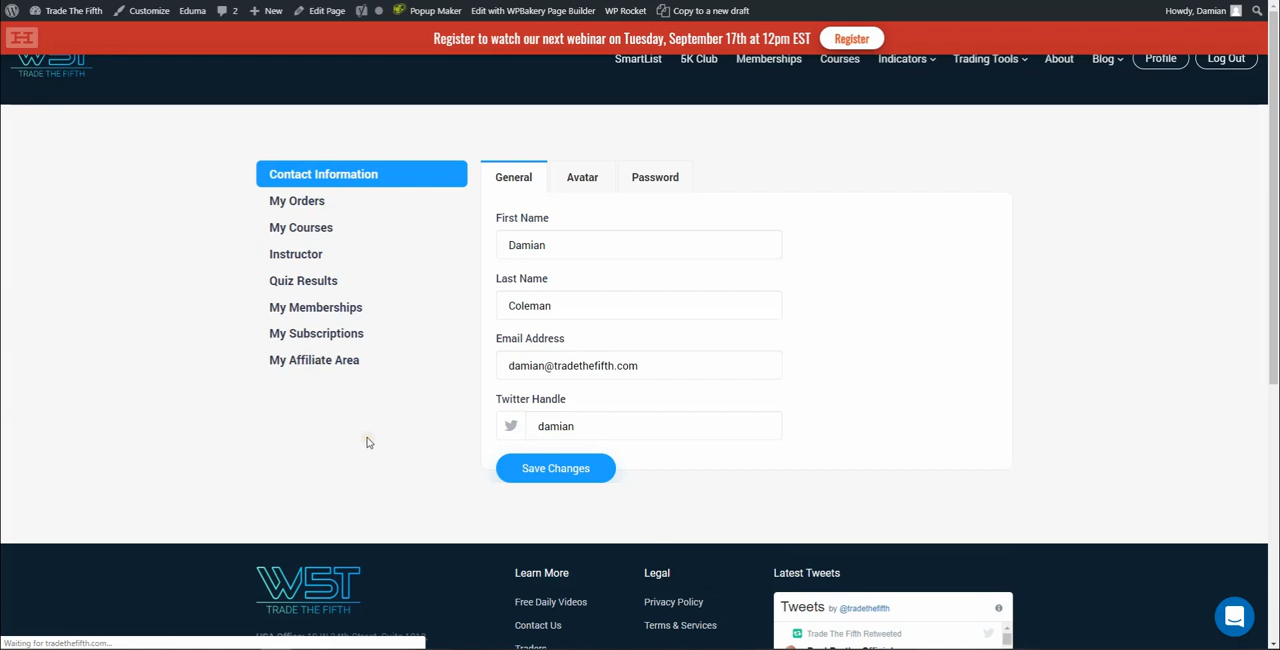 Trade The Fifth Customize Eduma 2 New Edit Page Popup Maker Edit with WPBakery Page Builder WP Rocket Copy to a new draft Howdy, Damian
Register to watch our next webinar on Tuesday, September 17th at 12pm EST Register
W5T
TRADE THE FIFTH
SmartList 5K Club Memberships Courses Indicators Trading Tools About Blog Profile Log Out
Contact Information
My Orders
My Courses
Instructor
Quiz Results
My Memberships
My Subscriptions
My Affiliate Area
General Avatar Password
First Name
Damian
Last Name
Coleman
Email Address
damian@tradethefifth.com
Twitter Handle
damian
Save Changes
W5T
TRADE THE FIFTH
Learn More
Free Daily Videos
Contact Us
Traders
Legal
Privacy Policy
Terms & Services
Latest Tweets
Tweets by @tradethefifth
Trade The Fifth Retweeted
Waiting for tradethefifth.com...